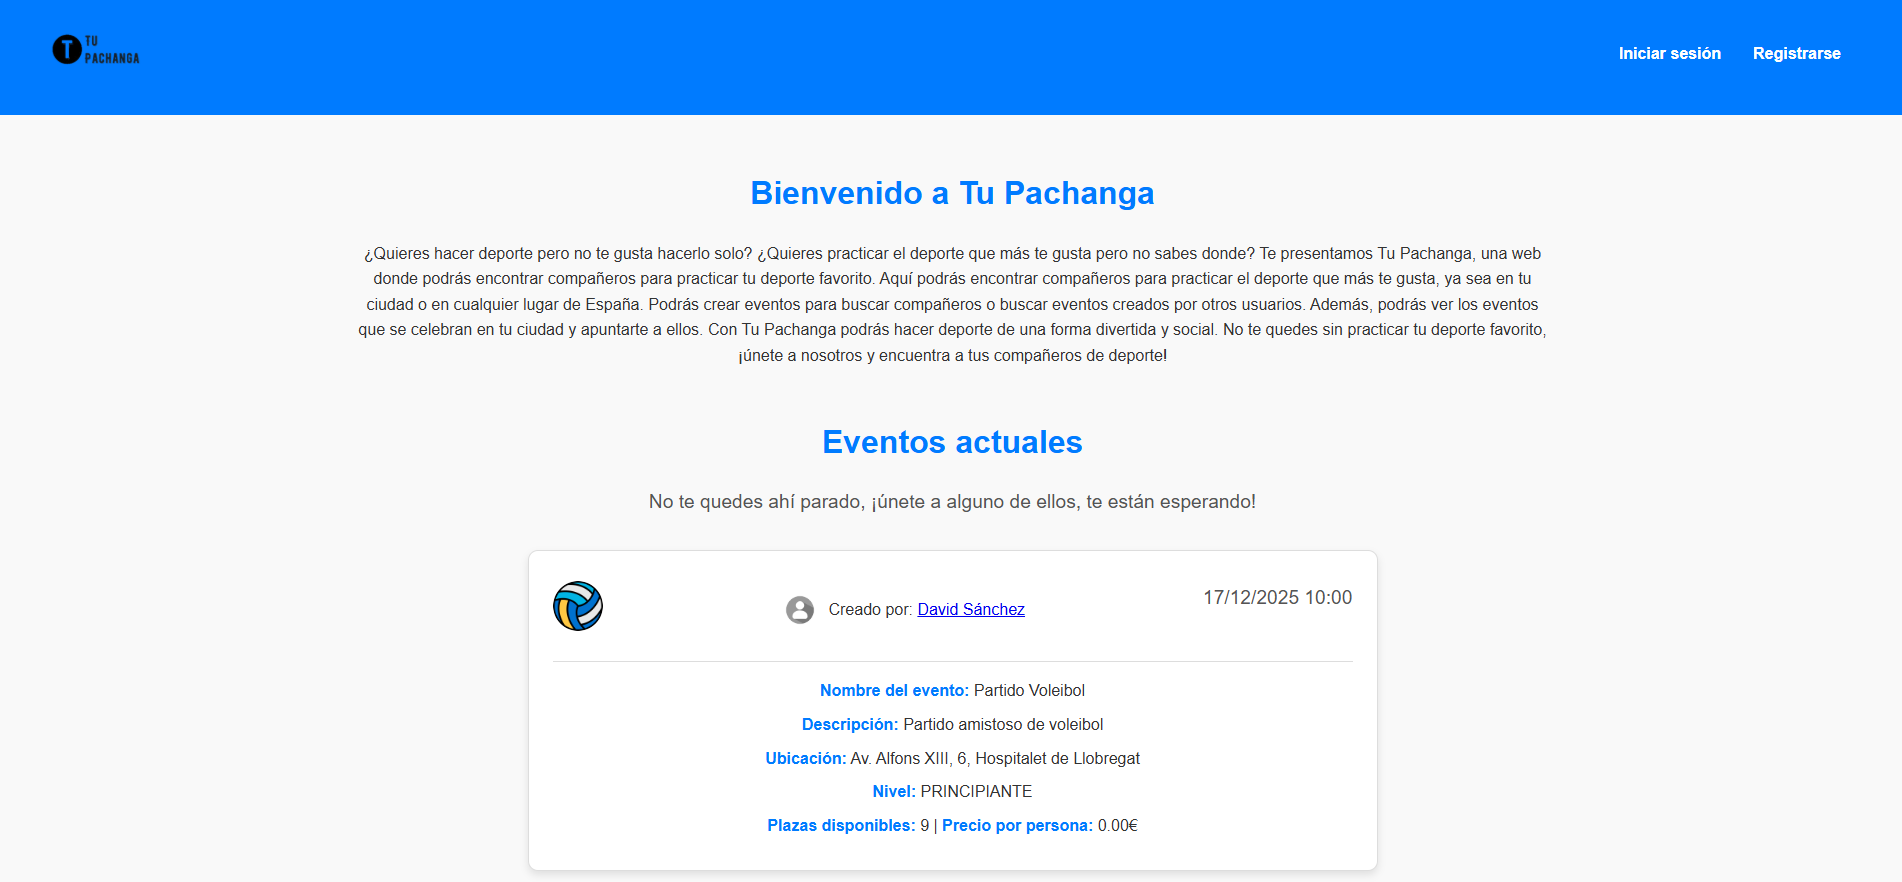 T TU
PACHANGA
Iniciar sesión Registrarse
Bienvenido a Tu Pachanga
¿Quieres hacer deporte pero no te gusta hacerlo solo? ¿Quieres practicar el deporte que más te gusta pero no sabes donde? Te presentamos Tu Pachanga, una web
donde podrás encontrar compañeros para practicar tu deporte favorito. Aquí podrás encontrar compañeros para practicar el deporte que más te gusta, ya sea en tu
ciudad o en cualquier lugar de España. Podrás crear eventos para buscar compañeros o buscar eventos creados por otros usuarios. Además, podrás ver los eventos
que se celebran en tu ciudad y apuntarte a ellos. Con Tu Pachanga podrás hacer deporte de una forma divertida y social. No te quedes sin practicar tu deporte favorito,
¡únete a nosotros y encuentra a tus compañeros de deporte!
Eventos actuales
No te quedes ahí parado, ¡únete a alguno de ellos, te están esperando!
Creado por: David Sánchez
17/12/2025 10:00
Nombre del evento: Partido Voleibol
Descripción: Partido amistoso de voleibol
Ubicación: Av. Alfons XIII, 6, Hospitalet de Llobregat
Nivel: PRINCIPIANTE
Plazas disponibles: 9 | Precio por persona: 0.00€